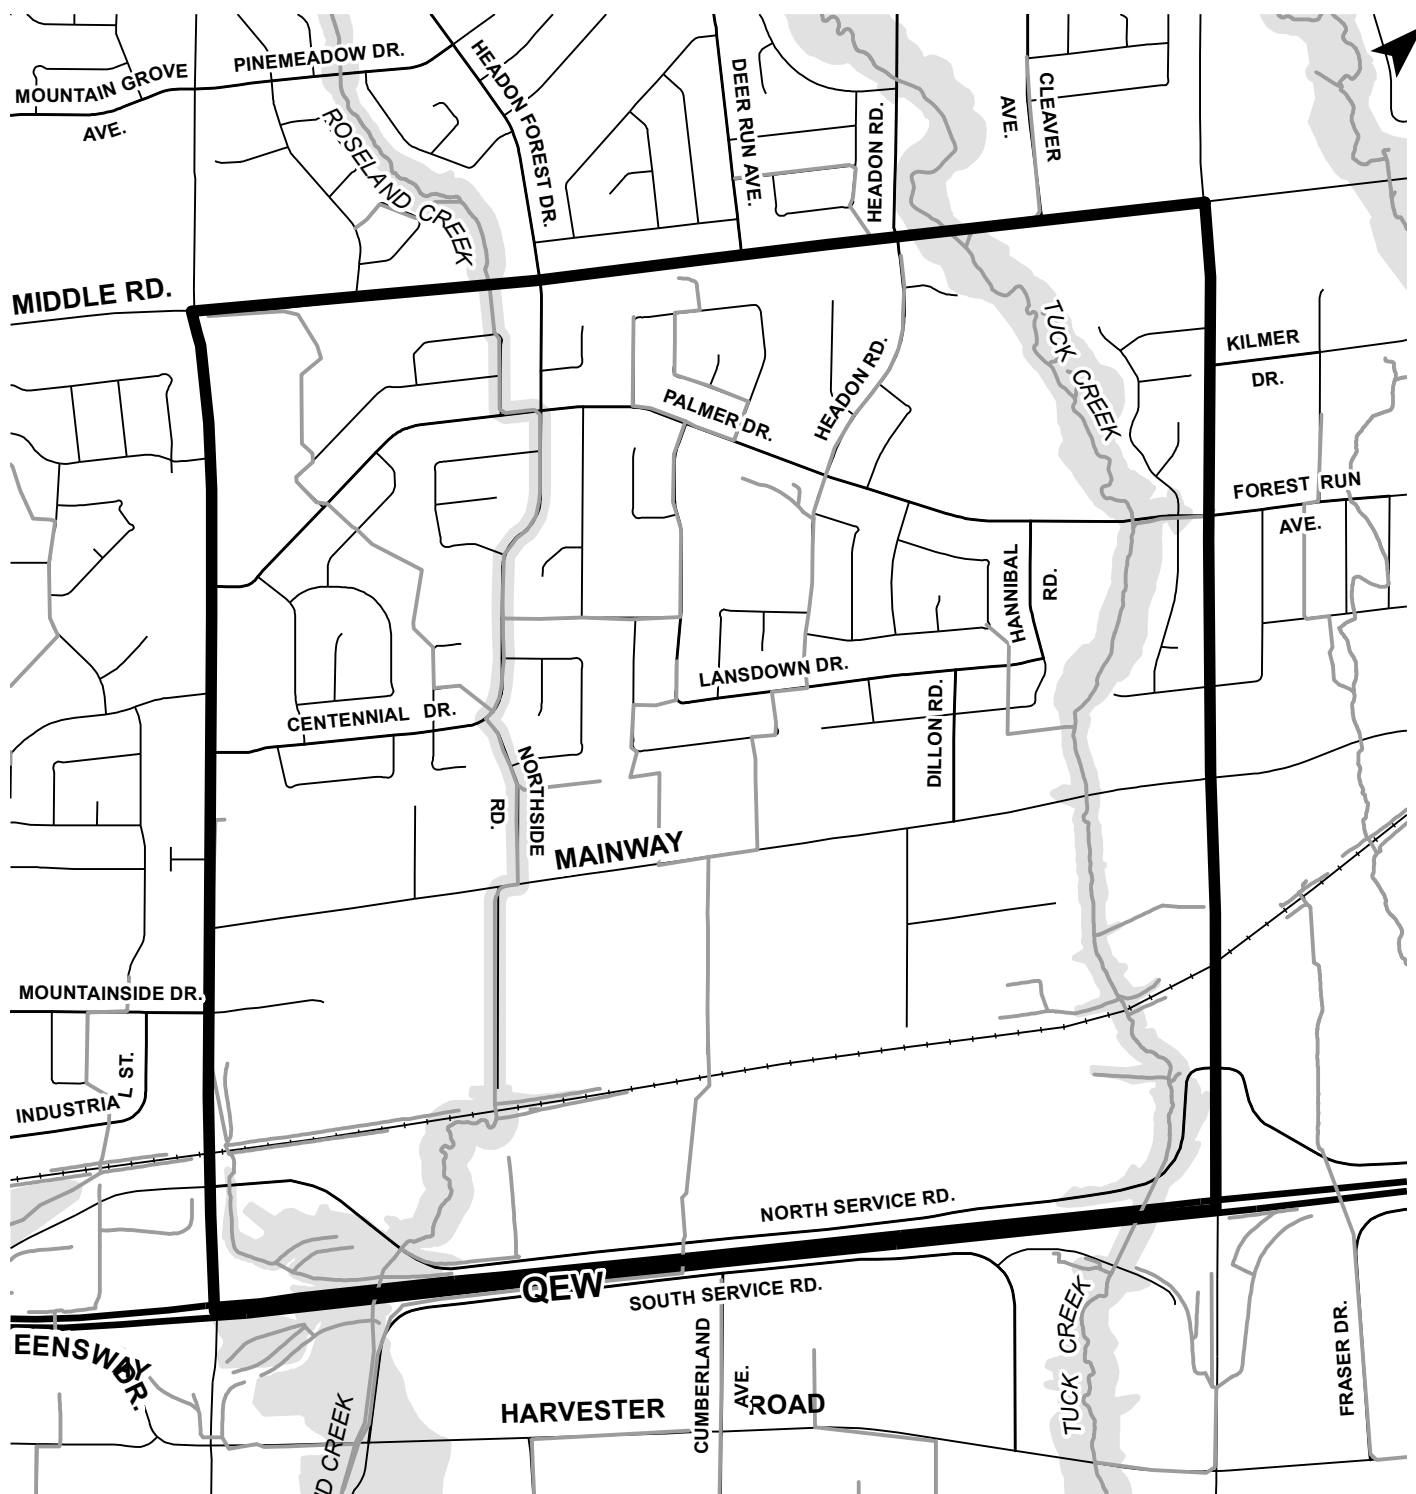 PINEMEADOW DR.
MOUNTAIN GROVE
AVE.
HEADON FOREST DR.
DEER RUN AVE.
HEADON RD.
CLEAVER
AVE.
ROSELAND CREEK
MIDDLE RD.
TUCK CREEK
KILMER
DR.
HEADON RD.
PALMER DR.
FOREST RUN
AVE.
HANNIBAL
RD.
LANSDOWN DR.
CENTENNIAL DR.
DILLON RD.
NORTHSIDE
RD.
MAINWAY
MOUNTAINSIDE DR.
INDUSTRIAL ST.
NORTH SERVICE RD.
QEW
SOUTH SERVICE RD.
EENSWAY
DR.
CUMBERLAND
AVE.
HARVESTER ROAD
TUCK CREEK
FRASER DR.
D CREEK